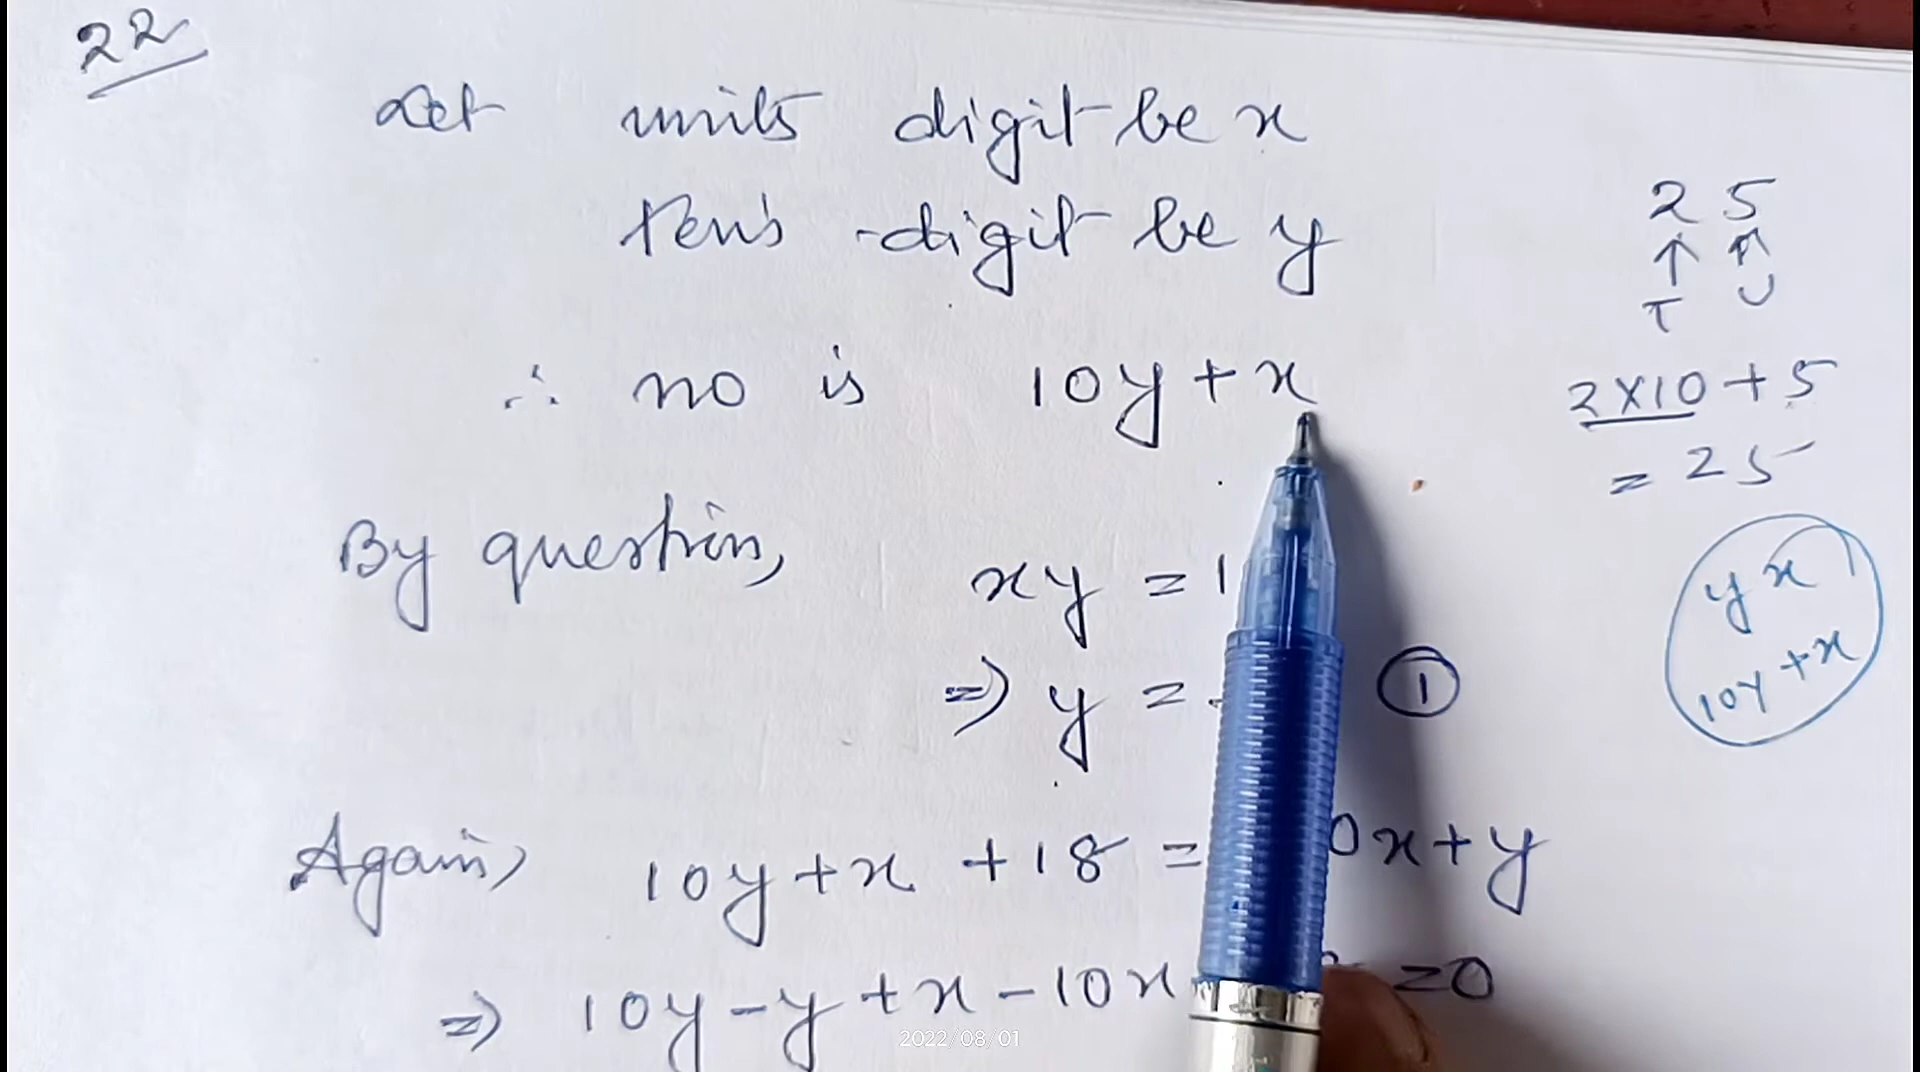 22
Let units digit be x
ten's digit be y
∴ no is 10y + x
By question, xy = 1
⇒ y =
①
Again, 10y + x + 18 = 0x + y
⇒ 10y - y + x - 10x = 0
2 5
↑ ↑
T U
2×10 + 5
= 25
y x
10y + x
2022/08/01